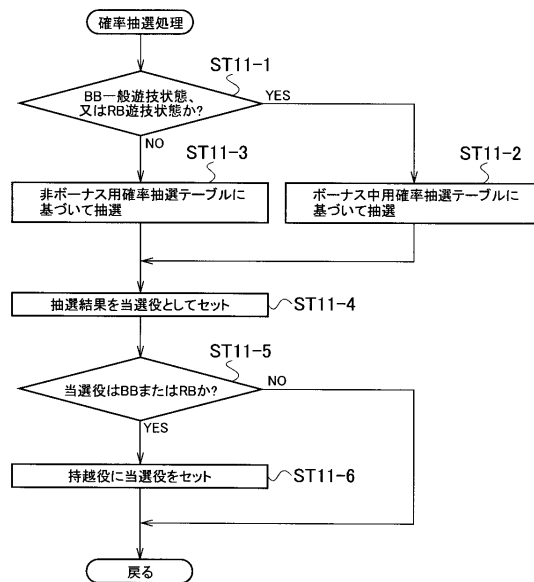 確率抽選処理
ST11-1
BB一般遊技状態、
又はRB遊技状態か?
YES
NO
ST11-3
ST11-2
非ボーナス用確率抽選テーブルに
基づいて抽選
ボーナス中用確率抽選テーブルに
基づいて抽選
抽選結果を当選役としてセット
ST11-4
ST11-5
当選役はBBまたはRBか?
NO
YES
持越役に当選役をセット
ST11-6
戻る